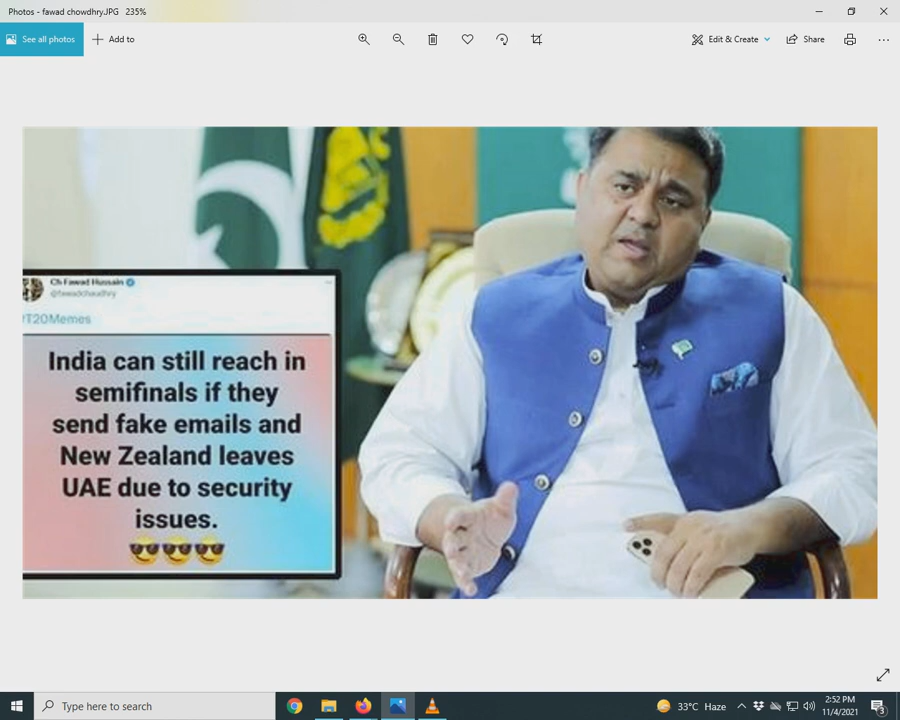 Photos - fawad chowdhry.JPG 235%
See all photos
Add to
Edit & Create
Share
Ch Fawad Hussain
@fawadchaudhry
#T20Memes
India can still reach in
semifinals if they
send fake emails and
New Zealand leaves
UAE due to security
issues.
Type here to search
33°C Haze
2:52 PM
11/4/2021
3